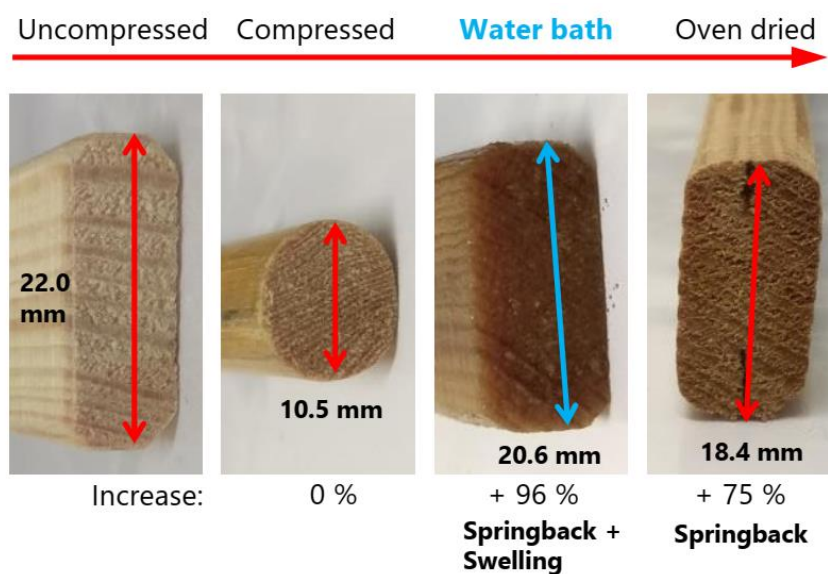 Uncompressed Compressed Water bath Oven dried
22.0
mm
10.5 mm
20.6 mm
18.4 mm
Increase: 0 % + 96 % + 75 %
Springback +
Swelling
Springback